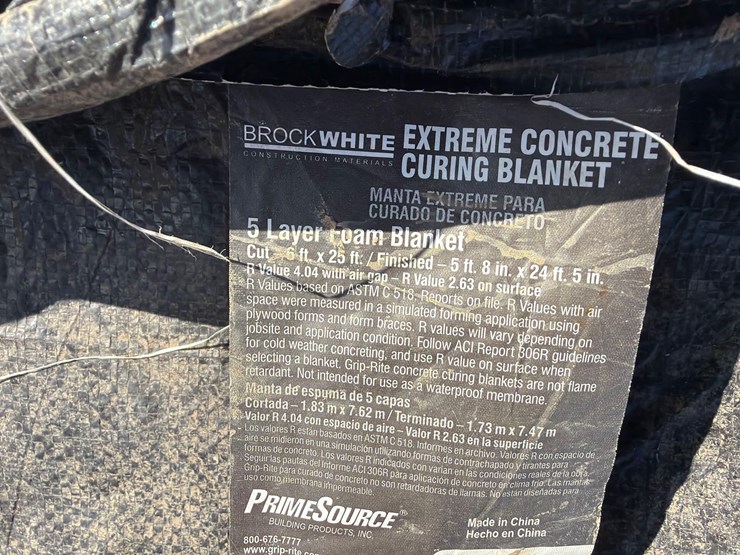 BROCKWHITE
CONSTRUCTION MATERIALS
EXTREME CONCRETE
CURING BLANKET
MANTA EXTREME PARA
CURADO DE CONCRETO
5 Layer Foam Blanket
Cut – 6 ft. x 25 ft. / Finished – 5 ft. 8 in. x 24 ft. 5 in.
R Value 4.04 with air gap – R Value 2.63 on surface
R Values based on ASTM C 518. Reports on file. R Values with air
space were measured in a simulated forming application using
plywood forms and form braces. R values will vary depending on
jobsite and application condition. Follow ACI Report 306R guidelines
for cold weather concreting, and use R Value on surface when
selecting a blanket. Grip-Rite concrete curing blankets are not flame
retardant. Not intended for use as a waterproof membrane.
Manta de espuma de 5 capas
Cortada – 1.83 m x 7.62 m / Terminado – 1.73 m x 7.47 m
Valor R 4.04 con espacio de aire – Valor R 2.63 en la superficie
Los valores R están basados en ASTM C 518. Informes en archivo. Valores R con espacio de
aire se midieron en una simulación utilizando formas de contrachapado y tirantes para
formas de concreto. Los valores R indicados con varían en las condiciones reales de la obra.
Seguir las pautas del Informe ACI 306R para aplicación de concreto en clima frío. Las mantas
Grip-Rite para curado de concreto no son retardadoras de llamas. No están diseñadas para
uso como membrana impermeable.
PRIMESOURCE®
BUILDING PRODUCTS, INC.
800-676-7777
www.grip-rite
Made in China
Hecho en China